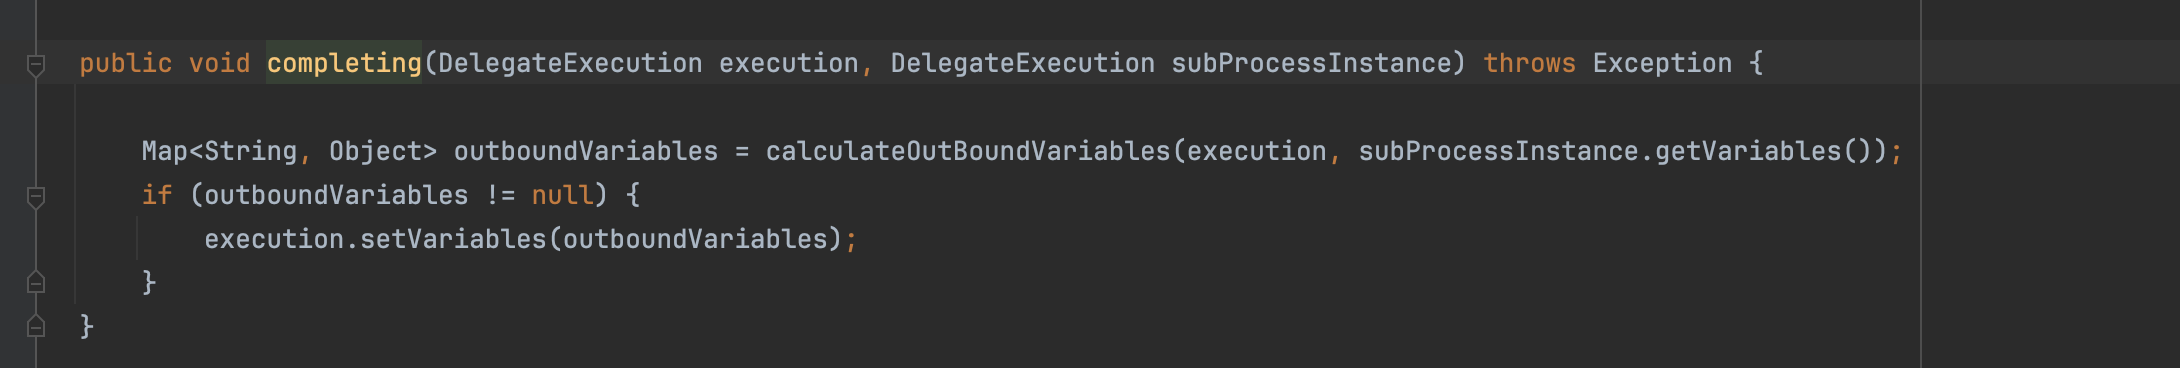 public void completing(DelegateExecution execution, DelegateExecution subProcessInstance) throws Exception {
Map<String, Object> outboundVariables = calculateOutBoundVariables(execution, subProcessInstance.getVariables());
if (outboundVariables != null) {
execution.setVariables(outboundVariables);
}
}